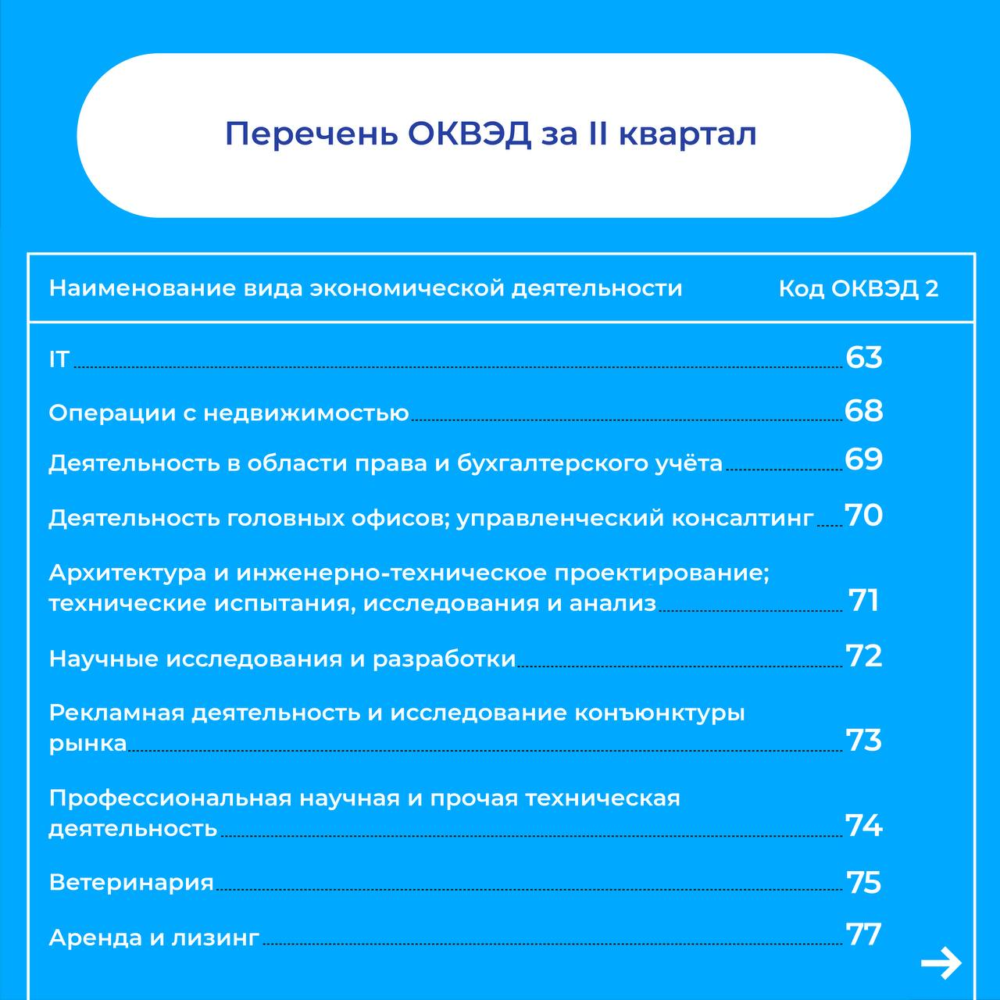 Перечень ОКВЭД за II квартал
Наименование вида экономической деятельности Код ОКВЭД 2
IT 63
Операции с недвижимостью 68
Деятельность в области права и бухгалтерского учёта 69
Деятельность головных офисов; управленческий консалтинг 70
Архитектура и инженерно-техническое проектирование;
технические испытания, исследования и анализ 71
Научные исследования и разработки 72
Рекламная деятельность и исследование конъюнктуры
рынка 73
Профессиональная научная и прочая техническая
деятельность 74
Ветеринария 75
Аренда и лизинг 77